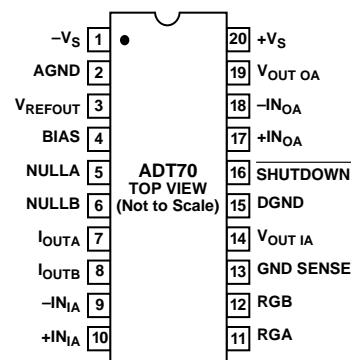 –VS 1
AGND 2
VREFOUT 3
BIAS 4
NULLA 5
NULLB 6
IOUTA 7
IOUTB 8
–INIA 9
+INIA 10
ADT70
TOP VIEW
(Not to Scale)
20 +VS
19 VOUT OA
18 –INOA
17 +INOA
16 SHUTDOWN
15 DGND
14 VOUT IA
13 GND SENSE
12 RGB
11 RGA